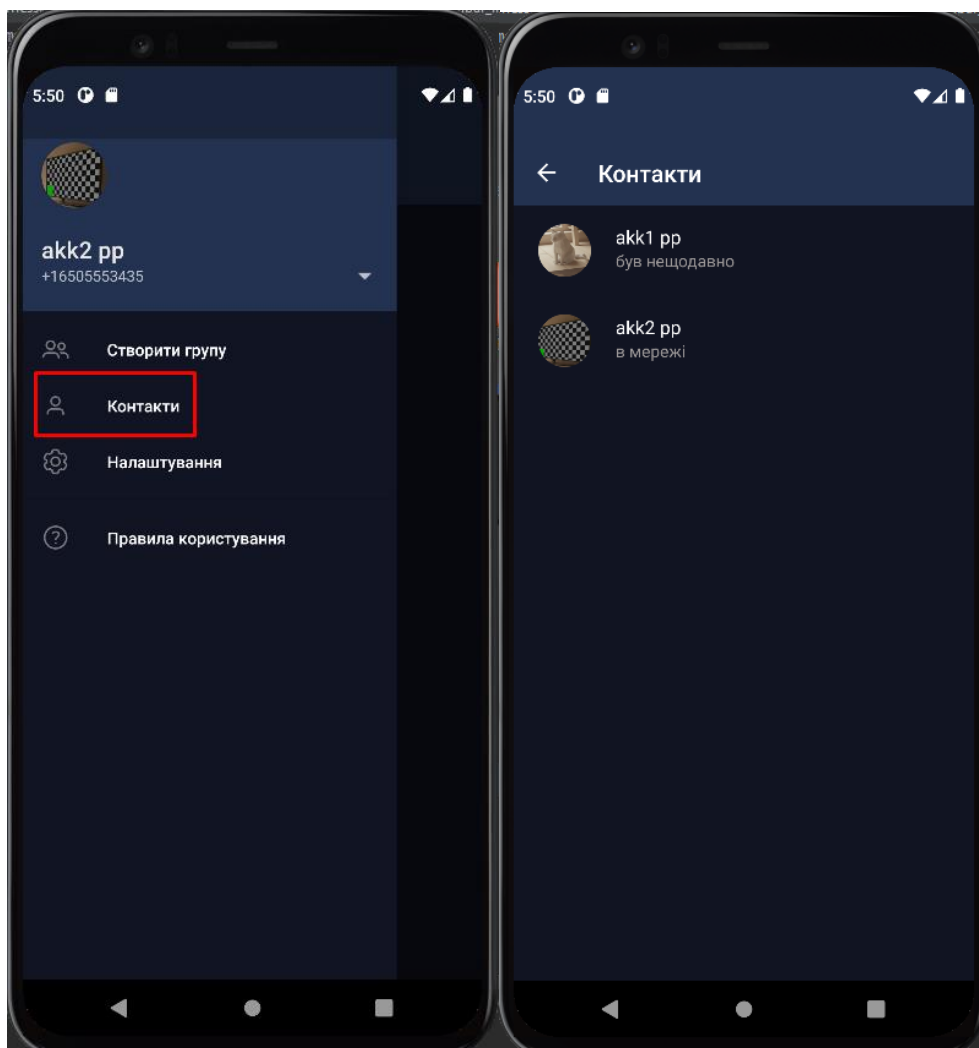 5:50
akk2 pp
+16505553435
Створити групу
Контакти
Налаштування
Правила користування
5:50
Контакти
akk1 pp
був нещодавно
akk2 pp
в мережі